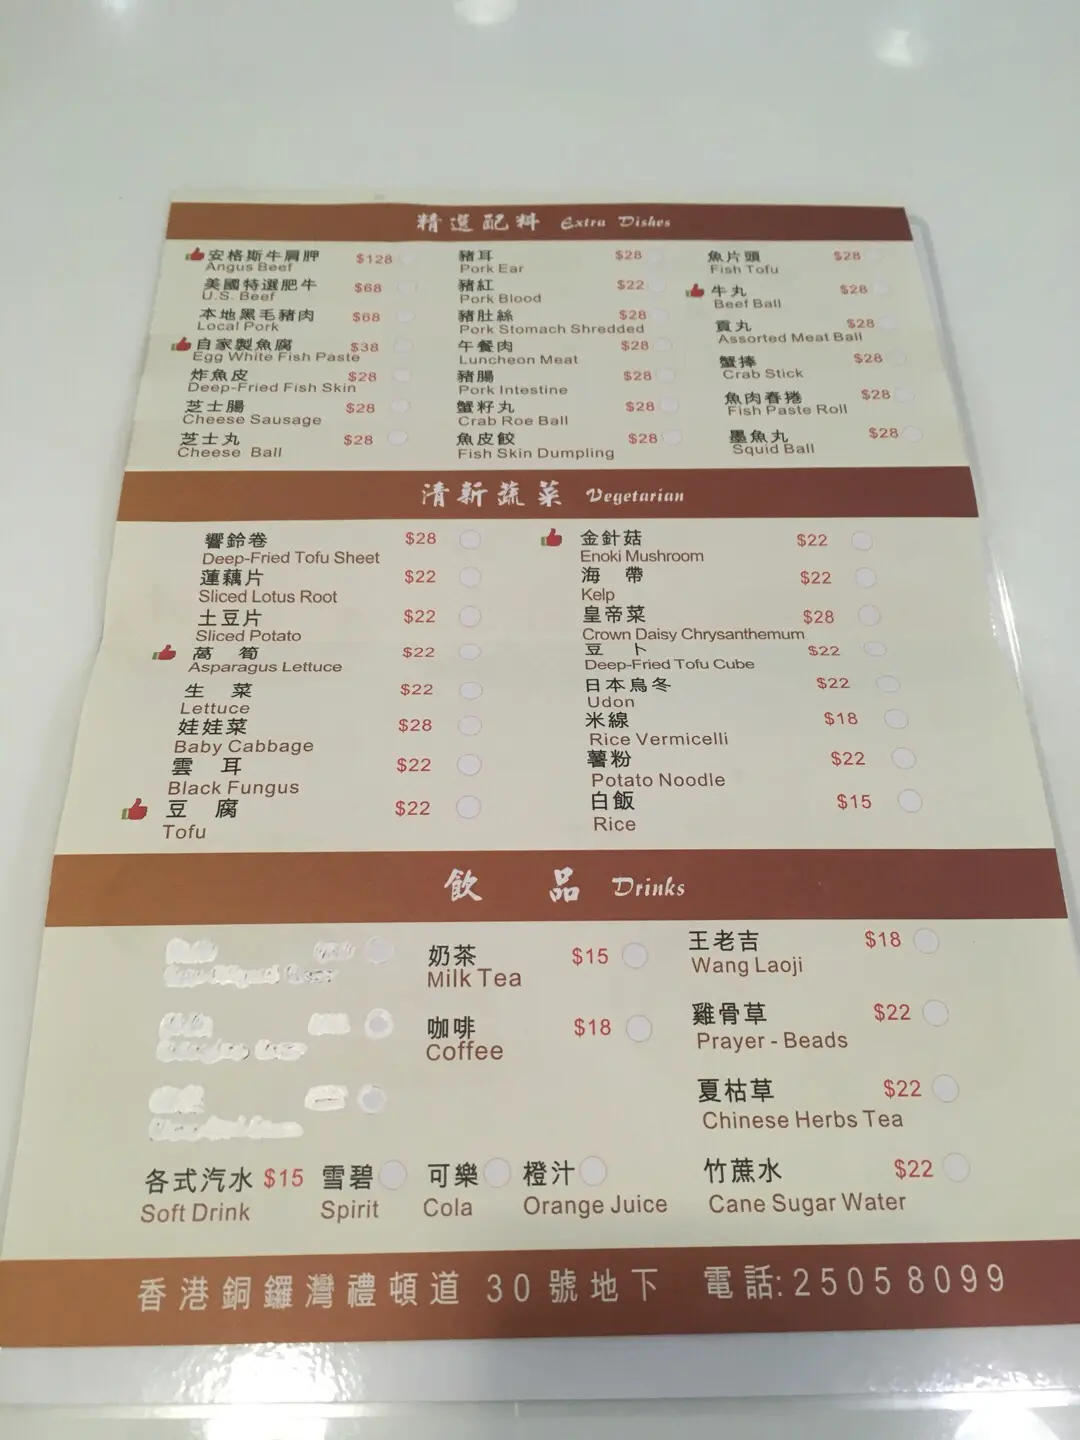 精選配料 Extra Dishes
安格斯牛肩胛 $128
Angus Beef
美國特選肥牛 $68
U.S. Beef
本地黑毛豬肉 $68
Local Pork
自家製魚腐 $38
Egg White Fish Paste
炸魚皮 $28
Deep-Fried Fish Skin
芝士腸 $28
Cheese Sausage
芝士丸 $28
Cheese Ball
豬耳 $28
Pork Ear
豬紅 $22
Pork Blood
豬肚絲 $28
Pork Stomach Shredded
午餐肉 $28
Luncheon Meat
豬腸 $28
Pork Intestine
蟹籽丸 $28
Crab Roe Ball
魚皮餃 $28
Fish Skin Dumpling
魚片頭 $28
Fish Tofu
牛丸 $28
Beef Ball
貢丸 $28
Assorted Meat Ball
蟹捧 $28
Crab Stick
魚肉春捲 $28
Fish Paste Roll
墨魚丸 $28
Squid Ball
清新蔬菜 Vegetarian
響鈴卷 $28
Deep-Fried Tofu Sheet
蓮藕片 $22
Sliced Lotus Root
土豆片 $22
Sliced Potato
萵 筍 $22
Asparagus Lettuce
生 菜 $22
Lettuce
娃娃菜 $28
Baby Cabbage
雲 耳 $22
Black Fungus
豆 腐 $22
Tofu
金針菇 $22
Enoki Mushroom
海 帶 $22
Kelp
皇帝菜 $28
Crown Daisy Chrysanthemum
豆 卜 $22
Deep-Fried Tofu Cube
日本烏冬 $22
Udon
米線 $18
Rice Vermicelli
薯粉 $22
Potato Noodle
白飯 $15
Rice
飲 品 Drinks
奶茶 $15
Milk Tea
咖啡 $18
Coffee
王老吉 $18
Wang Laoji
雞骨草 $22
Prayer - Beads
夏枯草 $22
Chinese Herbs Tea
竹蔗水 $22
Cane Sugar Water
各式汽水 $15 雪碧 可樂 橙汁
Soft Drink Spirit Cola Orange Juice
香港銅鑼灣禮頓道 30 號地下 電話: 2505 8099